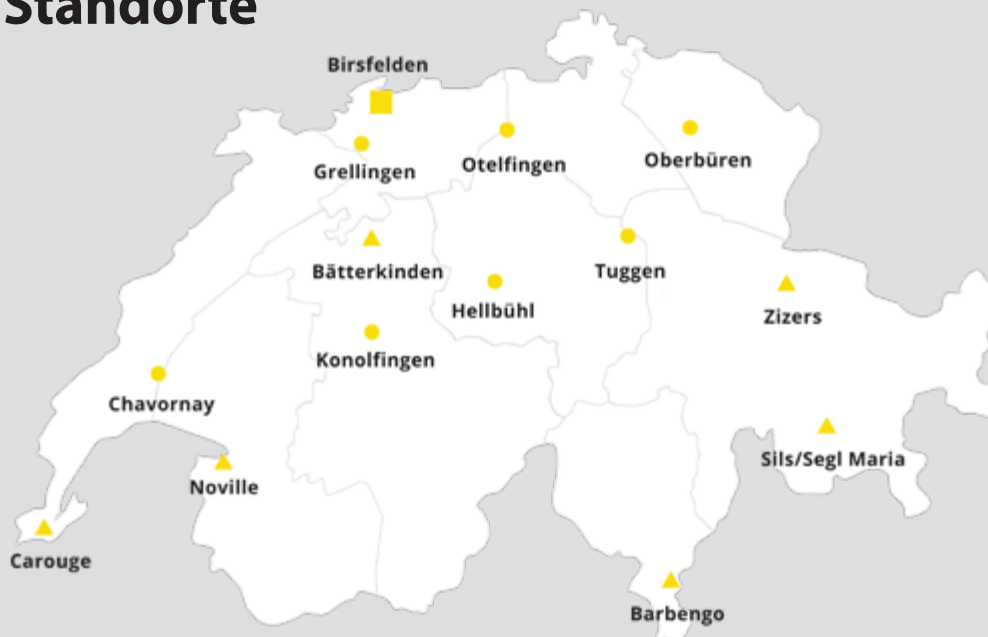 Standorte
Birsfelden
Grellingen
Otelfingen
Oberbüren
Bätterkinden
Tuggen
Hellbühl
Zizers
Konolfingen
Chavornay
Sils/Segl Maria
Noville
Carouge
Barbengo